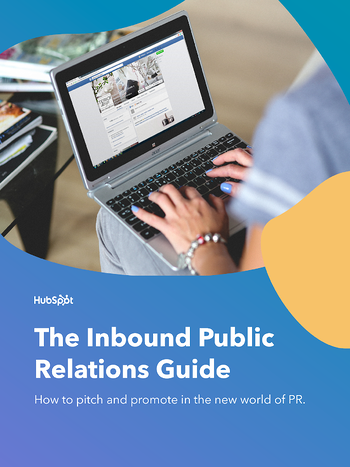 HubSpot
The Inbound Public
Relations Guide
How to pitch and promote in the new world of PR.